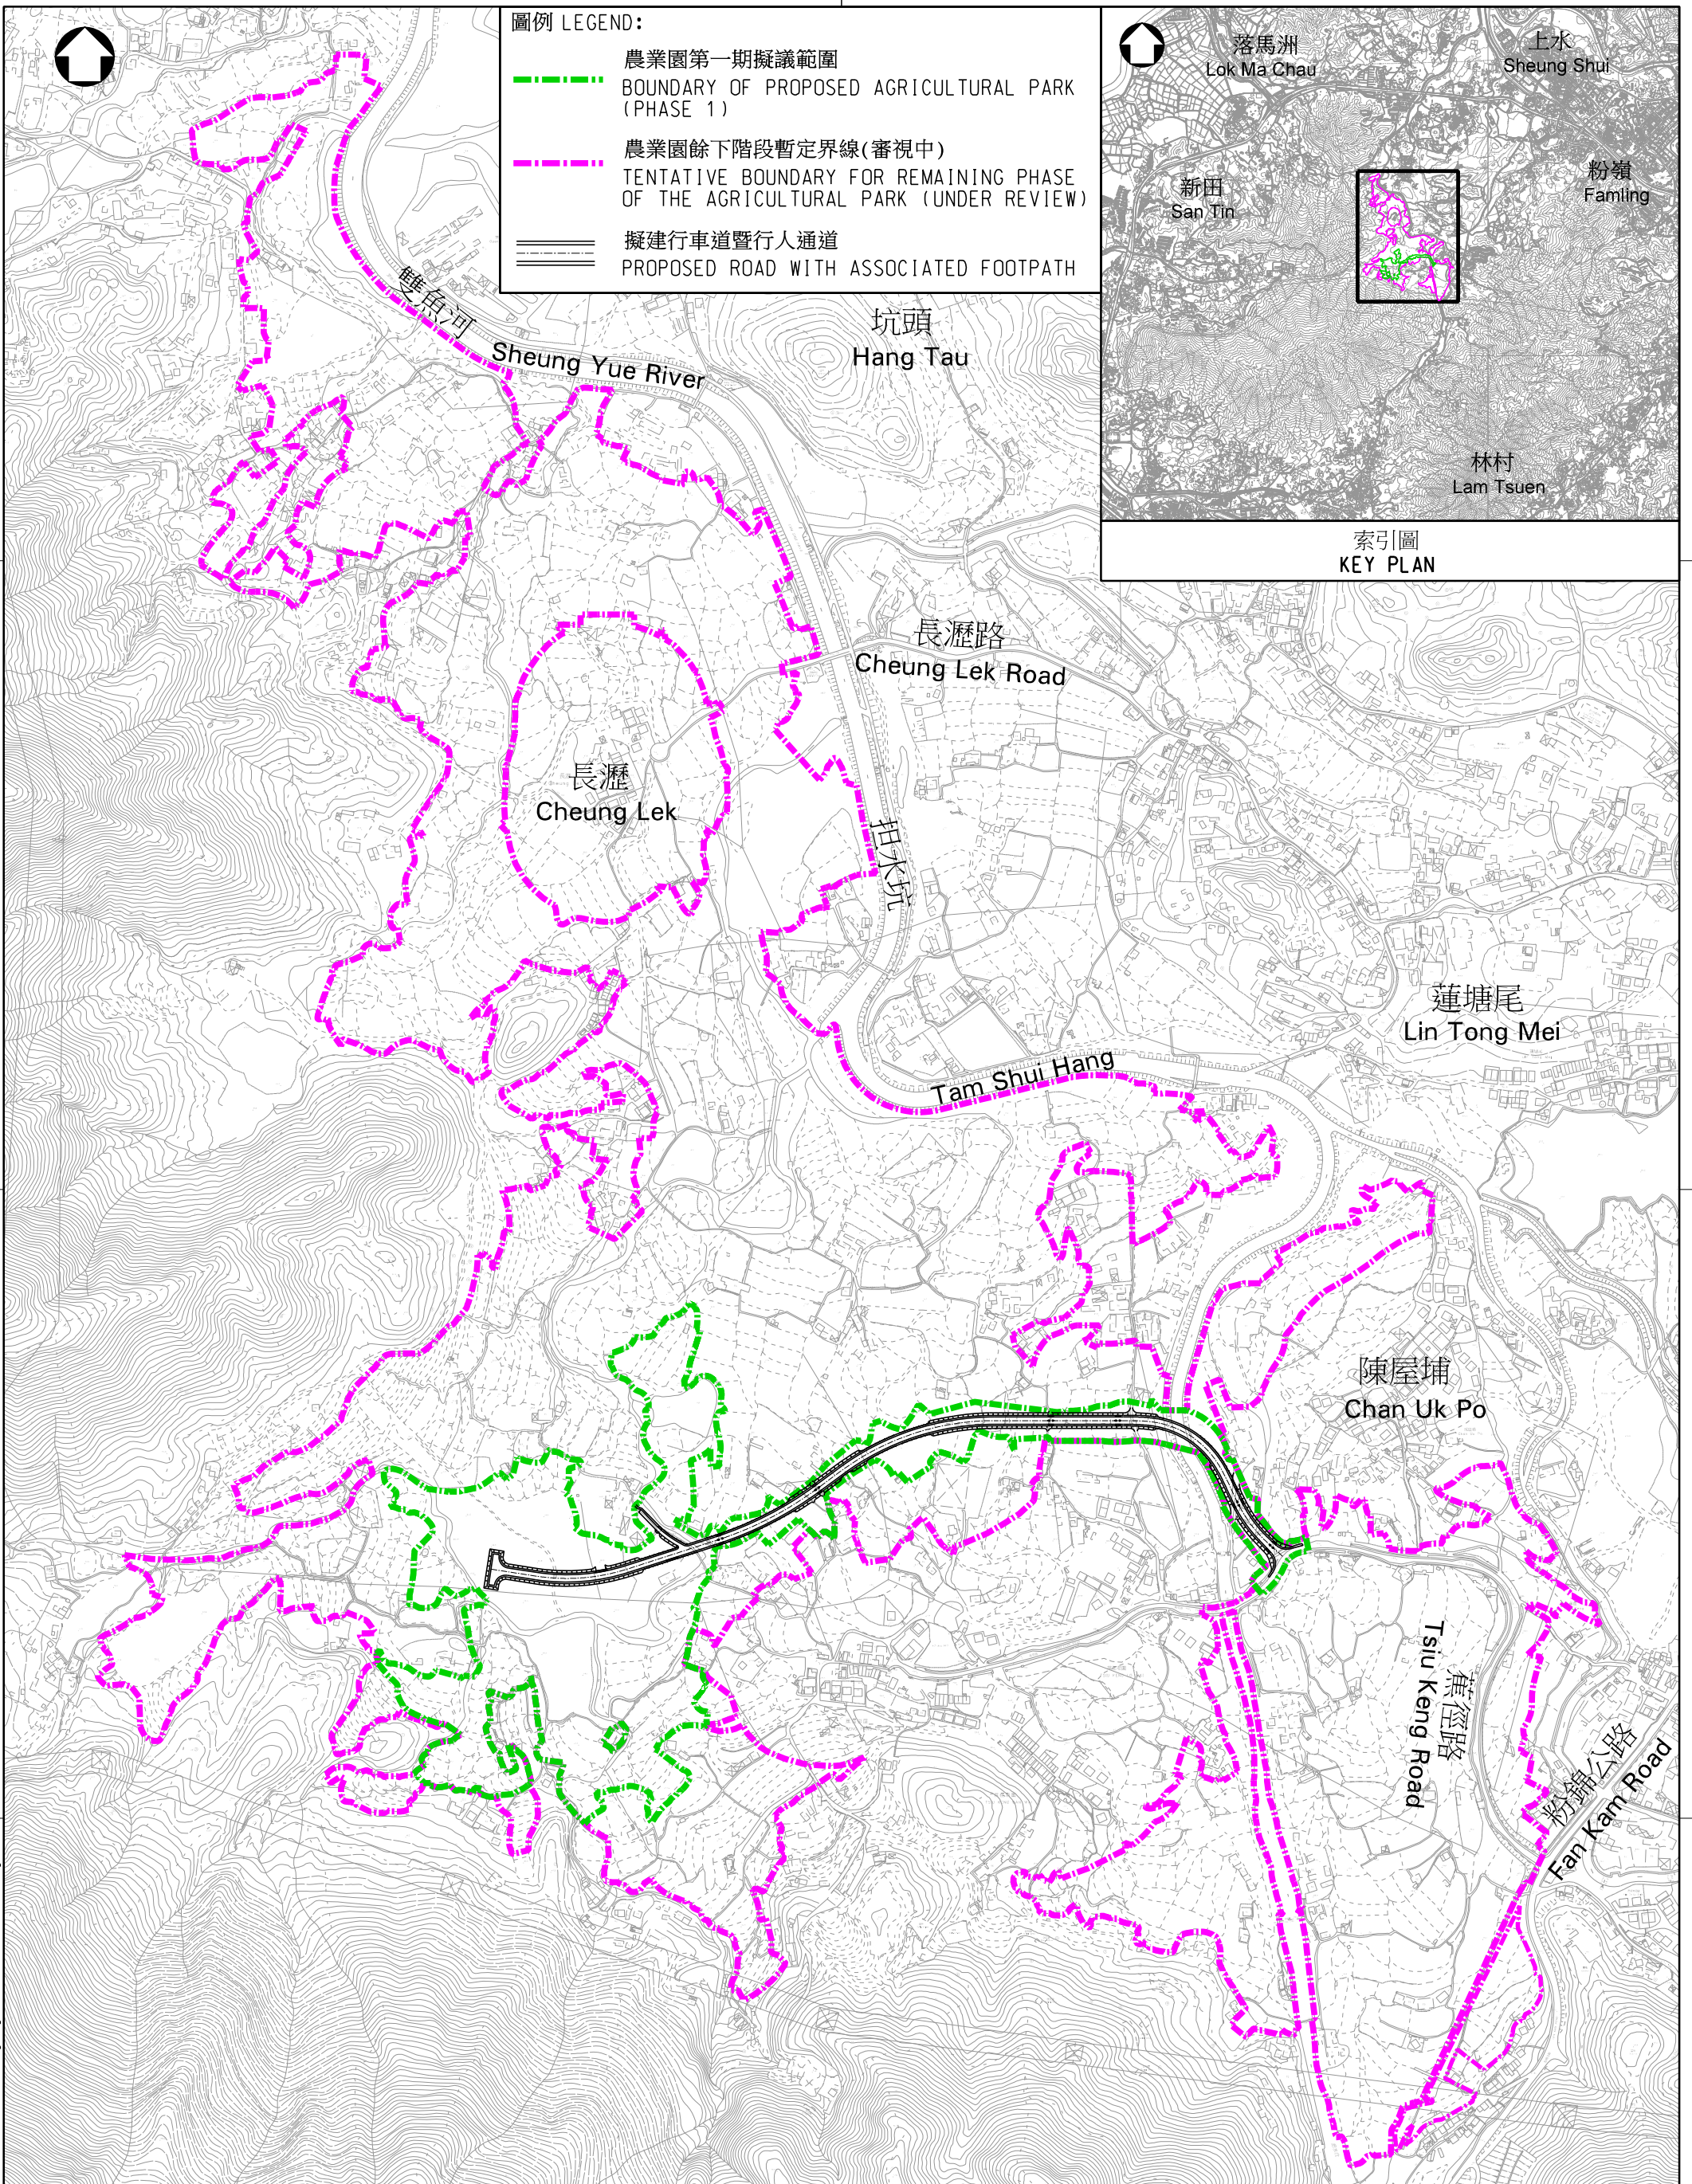 圖例 LEGEND:
農業園第一期擬議範圍
BOUNDARY OF PROPOSED AGRICULTURAL PARK
(PHASE 1)
農業園餘下階段暫定界線(審視中)
TENTATIVE BOUNDARY FOR REMAINING PHASE
OF THE AGRICULTURAL PARK (UNDER REVIEW)
擬建行車道暨行人通道
PROPOSED ROAD WITH ASSOCIATED FOOTPATH
落馬洲
Lok Ma Chau
上水
Sheung Shui
新田
San Tin
粉嶺
Famling
林村
Lam Tsuen
索引圖
KEY PLAN
雙魚河
Sheung Yue River
坑頭
Hang Tau
長瀝路
Cheung Lek Road
長瀝
Cheung Lek
担水坑
Tam Shui Hang
蓮塘尾
Lin Tong Mei
陳屋埔
Chan Uk Po
蕉徑路
Tsiu Keng Road
粉錦公路
Fan Kam Road